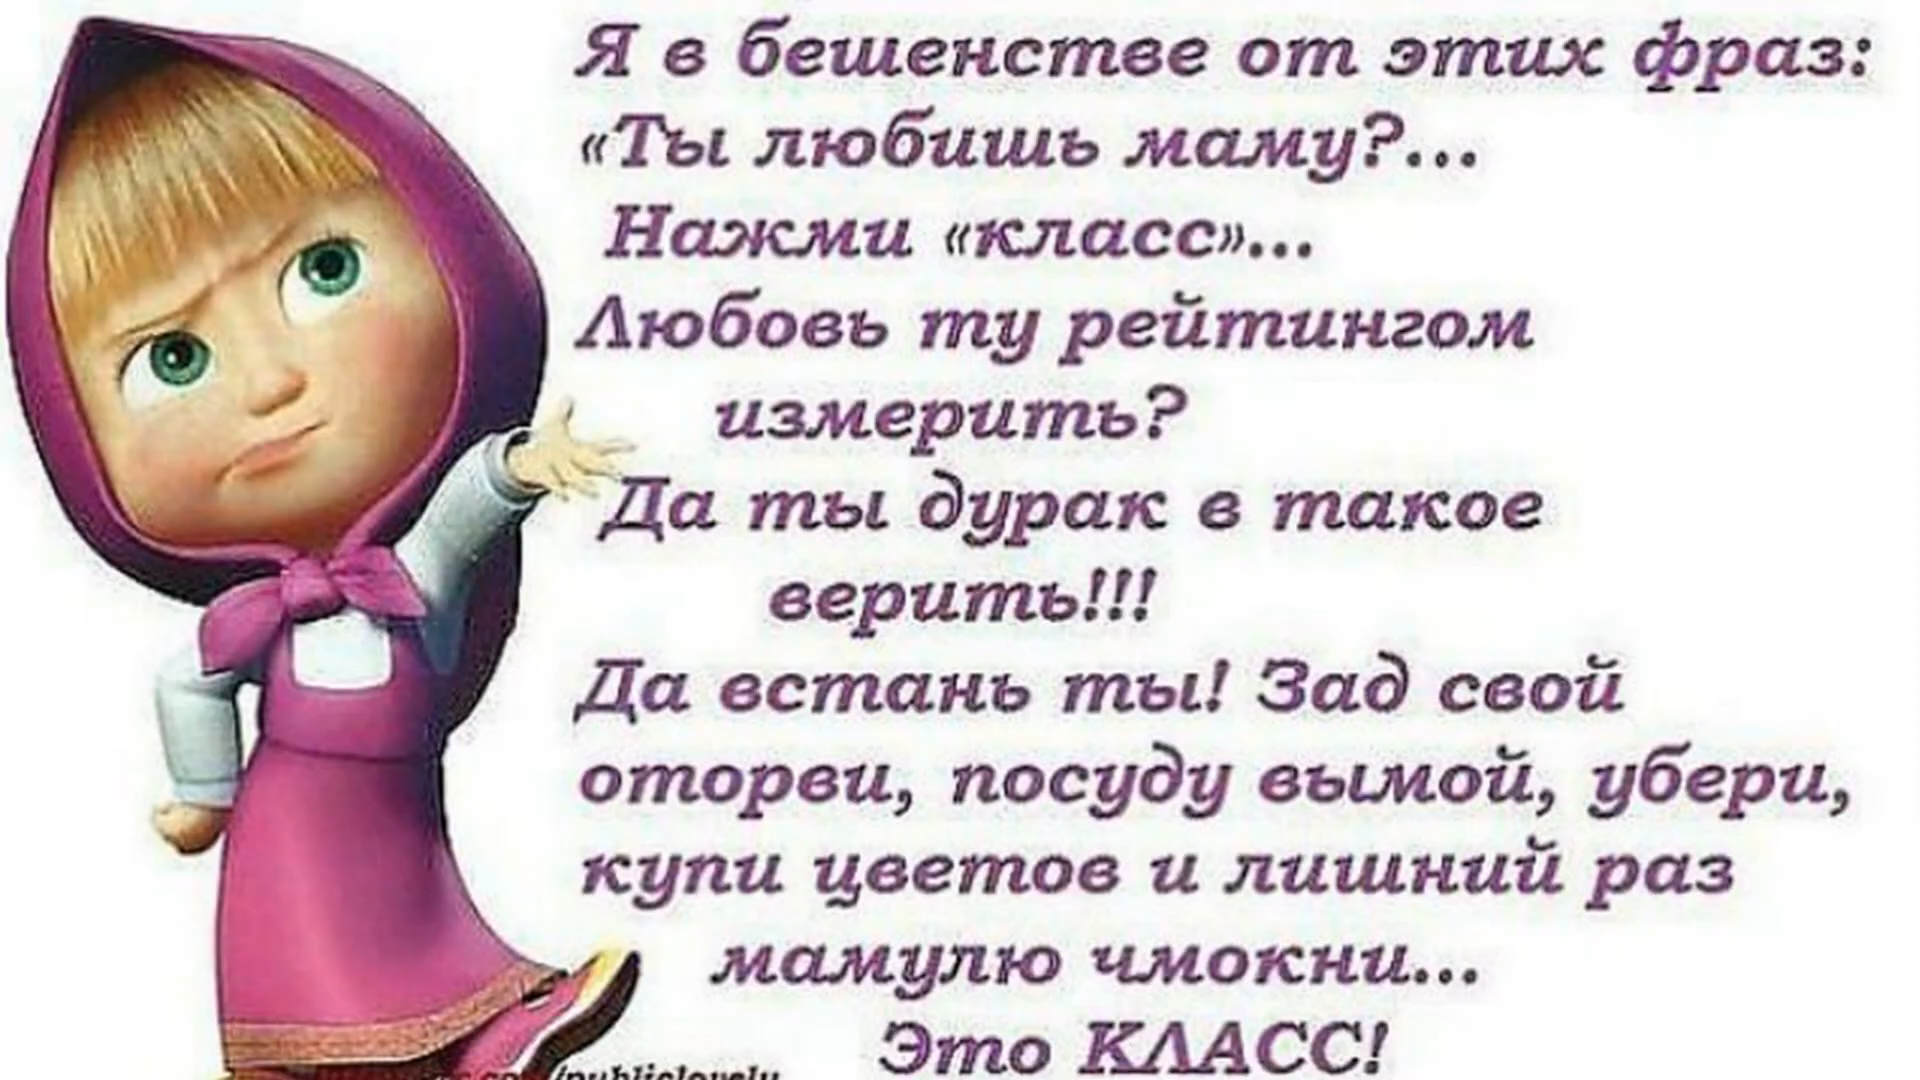 Я в бешенстве от этих фраз:
«Ты любишь маму?...
Нажми «класс»...
Любовь ту рейтингом
измерить?
Да ты дурак в такое
верить!!!
Да встань ты! Зад свой
оторви, посуду вымой, убери,
купи цветов и лишний раз
мамулю чмокни...
Это КЛАСС!
/publiclovely